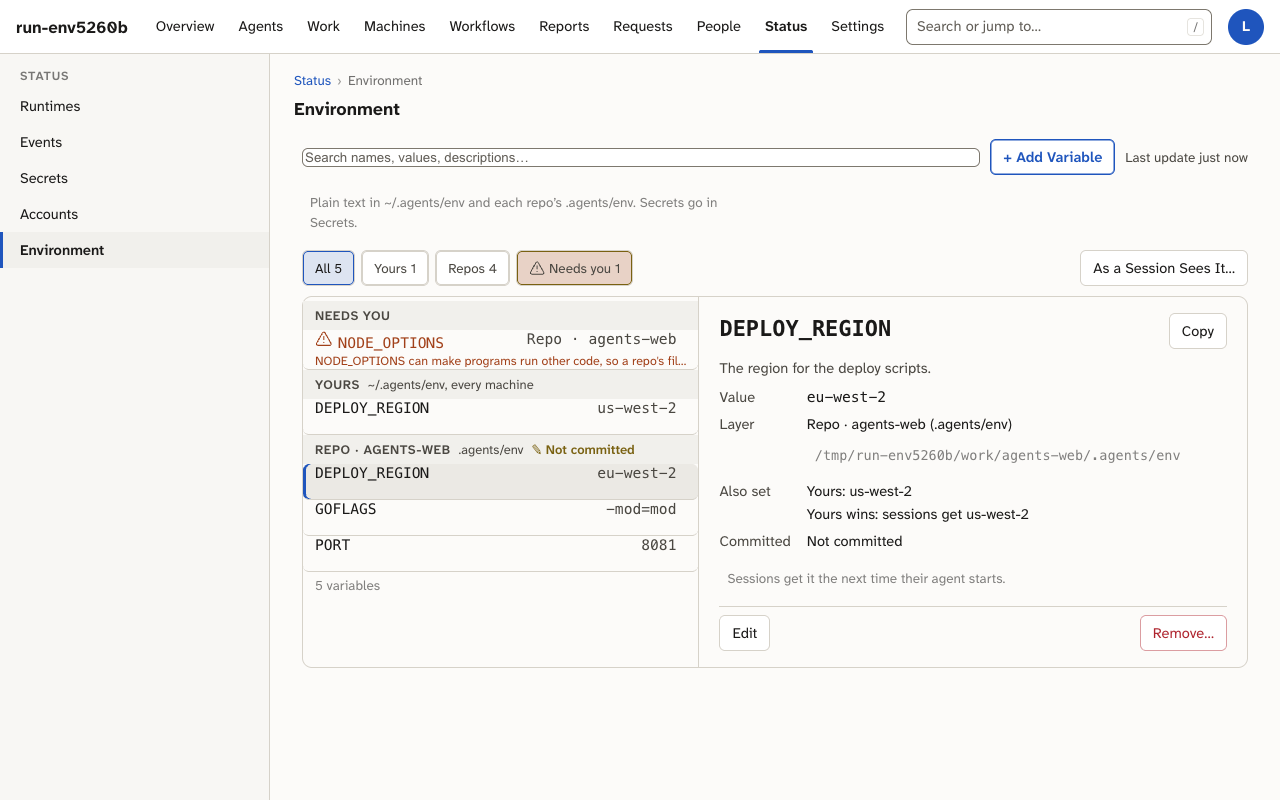 run-env5260b Overview Agents Work Machines Workflows Reports Requests People Status Settings Search or jump to… / L
STATUS
Runtimes
Events
Secrets
Accounts
Environment
Status › Environment
Environment
Search names, values, descriptions…
+ Add Variable
Last update just now
Plain text in ~/.agents/env and each repo's .agents/env. Secrets go in
Secrets.
All 5
Yours 1
Repos 4
Needs you 1
As a Session Sees It…
NEEDS YOU
NODE_OPTIONS Repo · agents-web
NODE_OPTIONS can make programs run other code, so a repo's fil…
YOURS ~/.agents/env, every machine
DEPLOY_REGION us-west-2
REPO · AGENTS-WEB .agents/env ✎ Not committed
DEPLOY_REGION eu-west-2
GOFLAGS -mod=mod
PORT 8081
5 variables
DEPLOY_REGION
Copy
The region for the deploy scripts.
Value eu-west-2
Layer Repo · agents-web (.agents/env)
/tmp/run-env5260b/work/agents-web/.agents/env
Also set Yours: us-west-2
Yours wins: sessions get us-west-2
Committed Not committed
Sessions get it the next time their agent starts.
Edit
Remove…